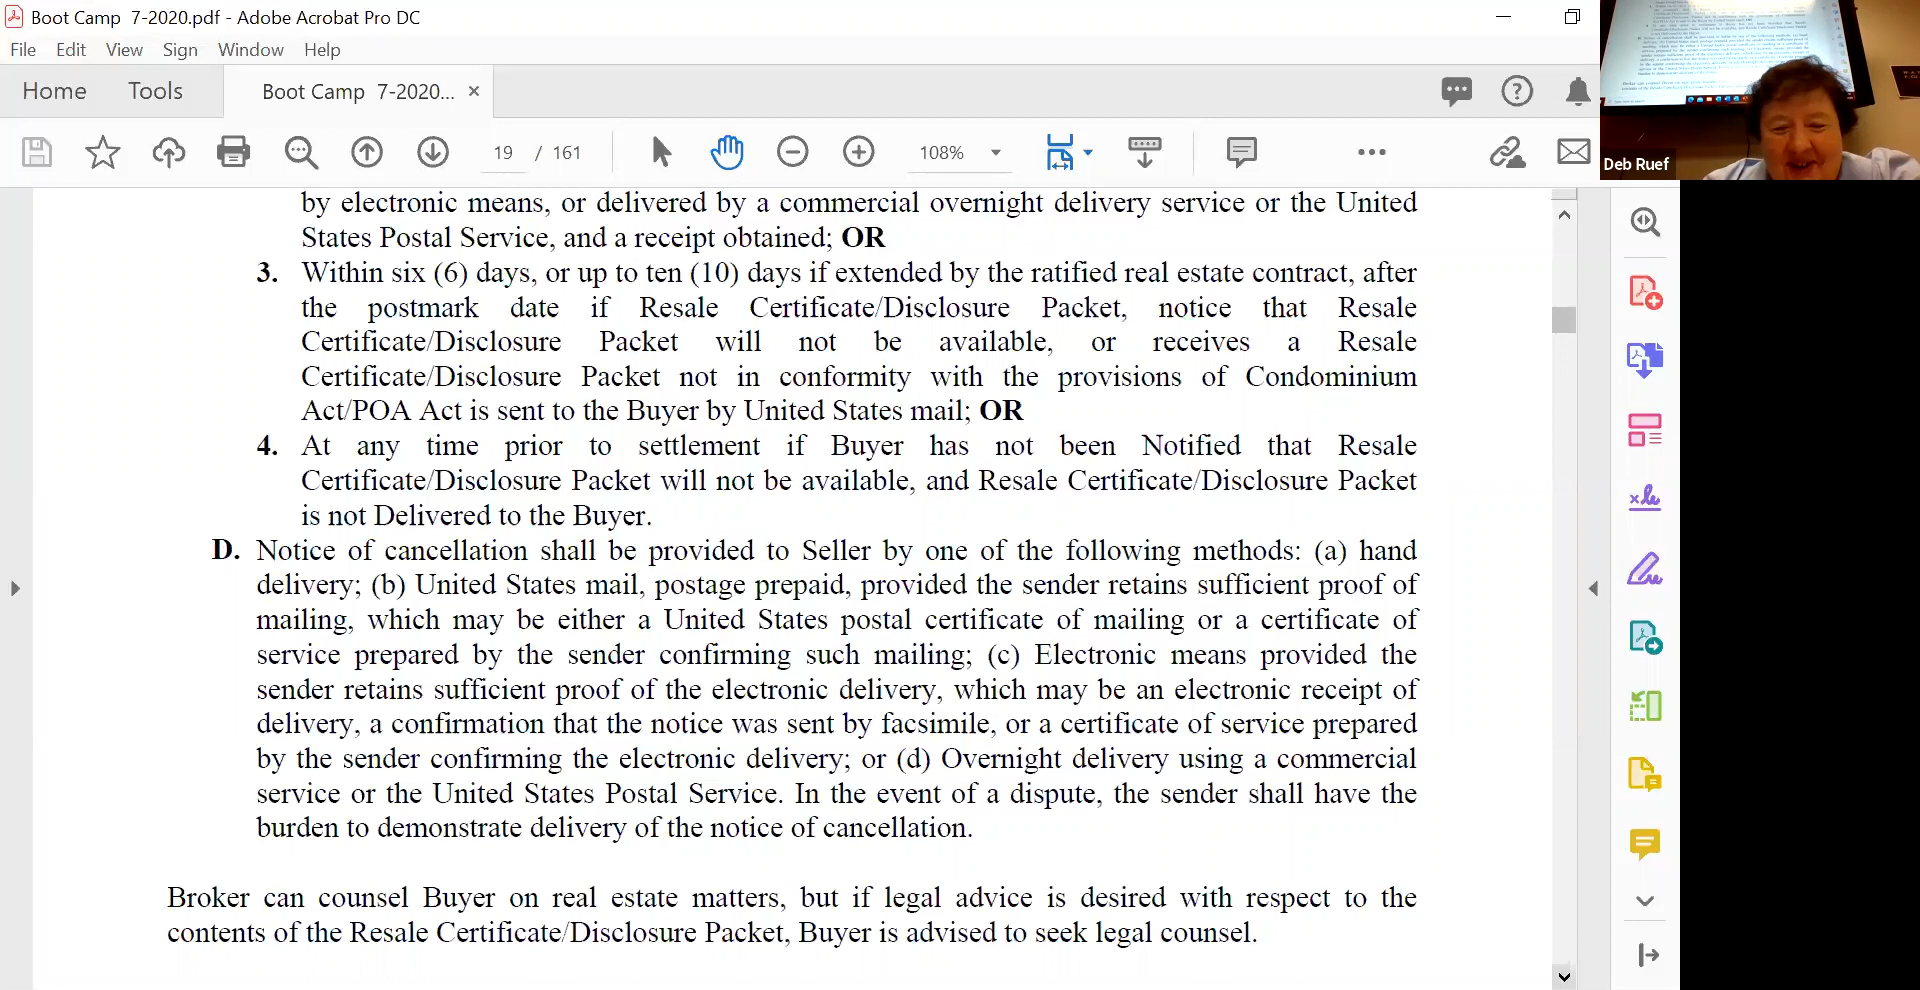 Boot Camp 7-2020.pdf - Adobe Acrobat Pro DC
File Edit View Sign Window Help
Home Tools Boot Camp 7-2020... ×
19 / 161 108%
Deb Ruef
by electronic means, or delivered by a commercial overnight delivery service or the United
States Postal Service, and a receipt obtained; OR
3. Within six (6) days, or up to ten (10) days if extended by the ratified real estate contract, after
the postmark date if Resale Certificate/Disclosure Packet, notice that Resale
Certificate/Disclosure Packet will not be available, or receives a Resale
Certificate/Disclosure Packet not in conformity with the provisions of Condominium
Act/POA Act is sent to the Buyer by United States mail; OR
4. At any time prior to settlement if Buyer has not been Notified that Resale
Certificate/Disclosure Packet will not be available, and Resale Certificate/Disclosure Packet
is not Delivered to the Buyer.
D. Notice of cancellation shall be provided to Seller by one of the following methods: (a) hand
delivery; (b) United States mail, postage prepaid, provided the sender retains sufficient proof of
mailing, which may be either a United States postal certificate of mailing or a certificate of
service prepared by the sender confirming such mailing; (c) Electronic means provided the
sender retains sufficient proof of the electronic delivery, which may be an electronic receipt of
delivery, a confirmation that the notice was sent by facsimile, or a certificate of service prepared
by the sender confirming the electronic delivery; or (d) Overnight delivery using a commercial
service or the United States Postal Service. In the event of a dispute, the sender shall have the
burden to demonstrate delivery of the notice of cancellation.
Broker can counsel Buyer on real estate matters, but if legal advice is desired with respect to the
contents of the Resale Certificate/Disclosure Packet, Buyer is advised to seek legal counsel.